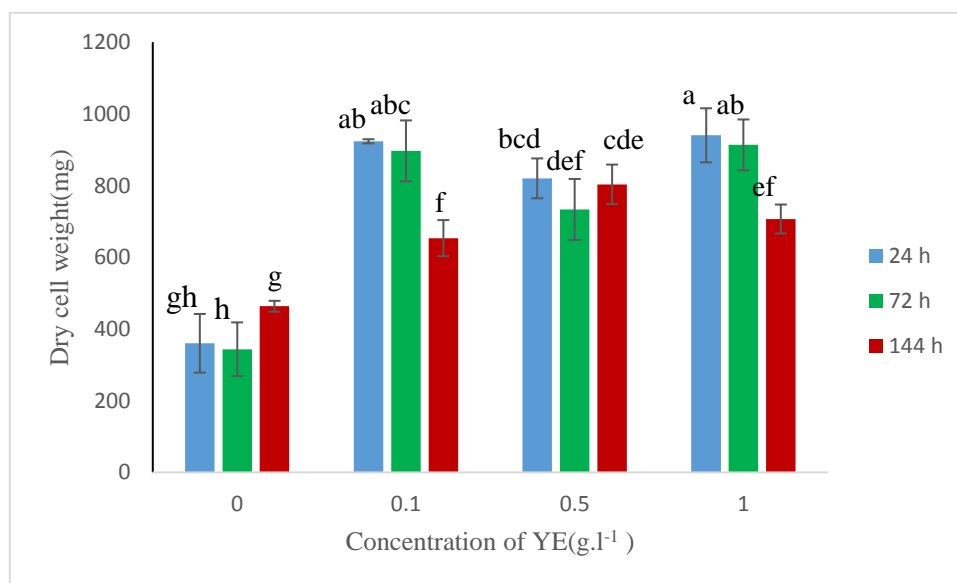 1200
1000
800
600
400
200
0
Dry cell weight(mg)
gh
h
g
ab
abc
f
bcd
def
cde
a
ab
ef
0
0.1
0.5
1
Concentration of YE(g.l⁻¹ )
24 h
72 h
144 h